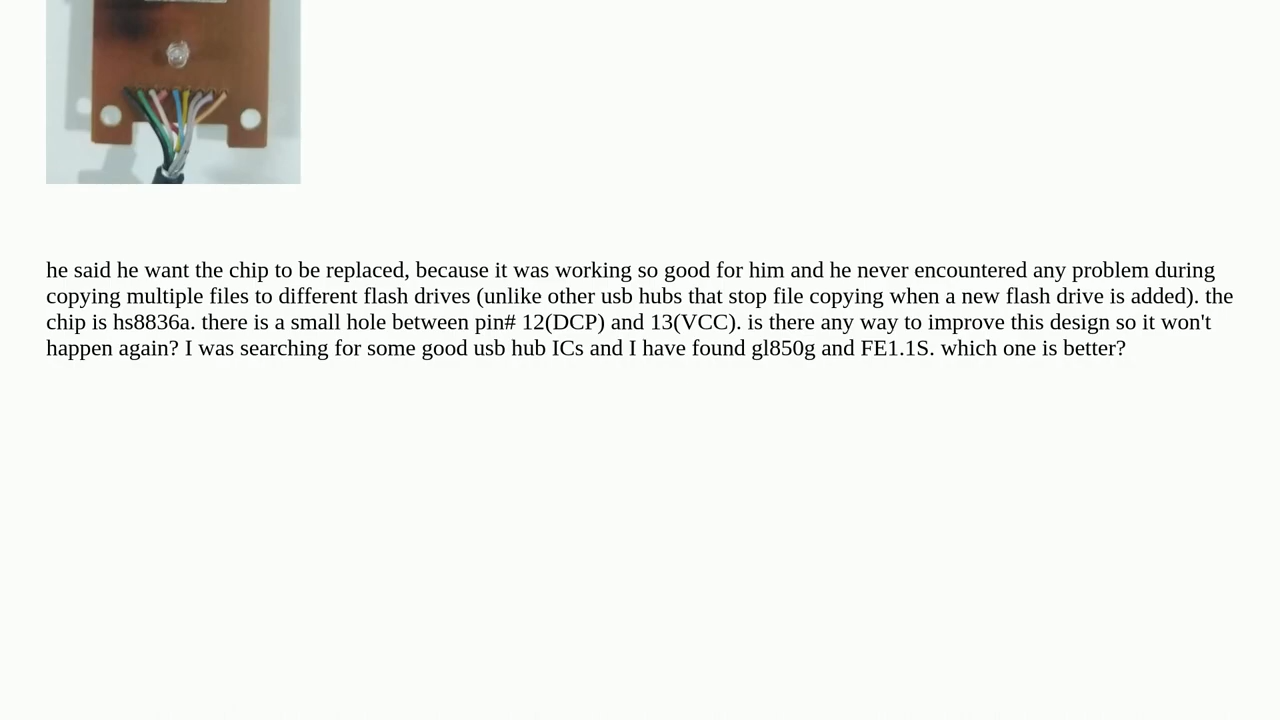 he said he want the chip to be replaced, because it was working so good for him and he never encountered any problem during
copying multiple files to different flash drives (unlike other usb hubs that stop file copying when a new flash drive is added). the
chip is hs8836a. there is a small hole between pin# 12(DCP) and 13(VCC). is there any way to improve this design so it won't
happen again? I was searching for some good usb hub ICs and I have found gl850g and FE1.1S. which one is better?